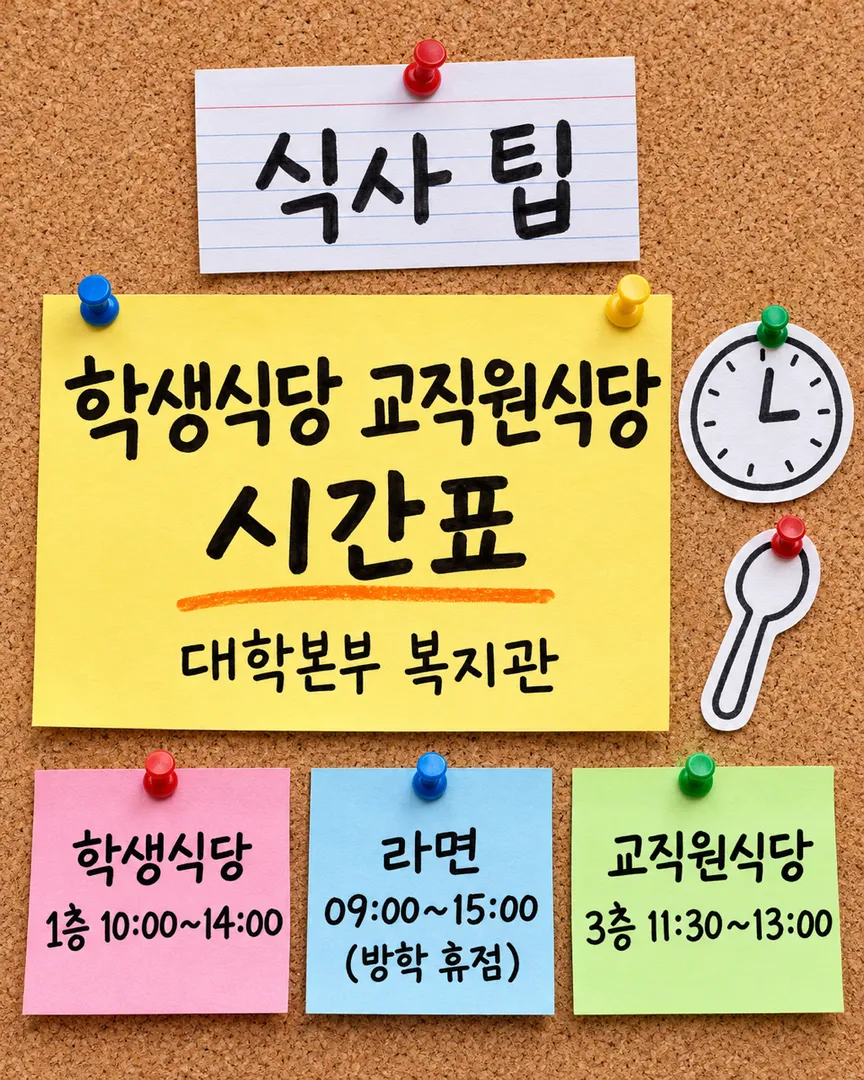 식사 팁
학생식당 교직원식당
시간표
대학본부 복지관
학생식당
1층 10:00~14:00
라면
09:00~15:00
(방학 휴점)
교직원식당
3층 11:30~13:00